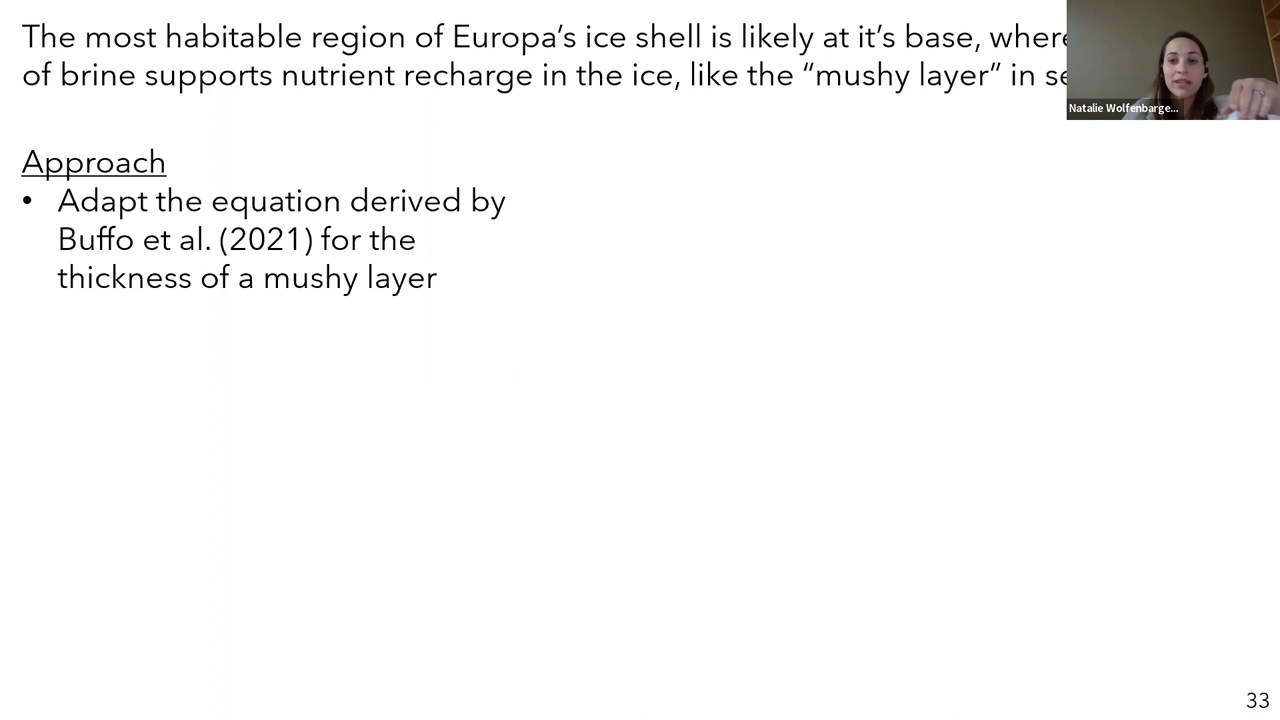 The most habitable region of Europa’s ice shell is likely at it’s base, where
of brine supports nutrient recharge in the ice, like the “mushy layer” in
Natalie Wolfenbarge...
Approach
• Adapt the equation derived by
Buffo et al. (2021) for the
thickness of a mushy layer
33